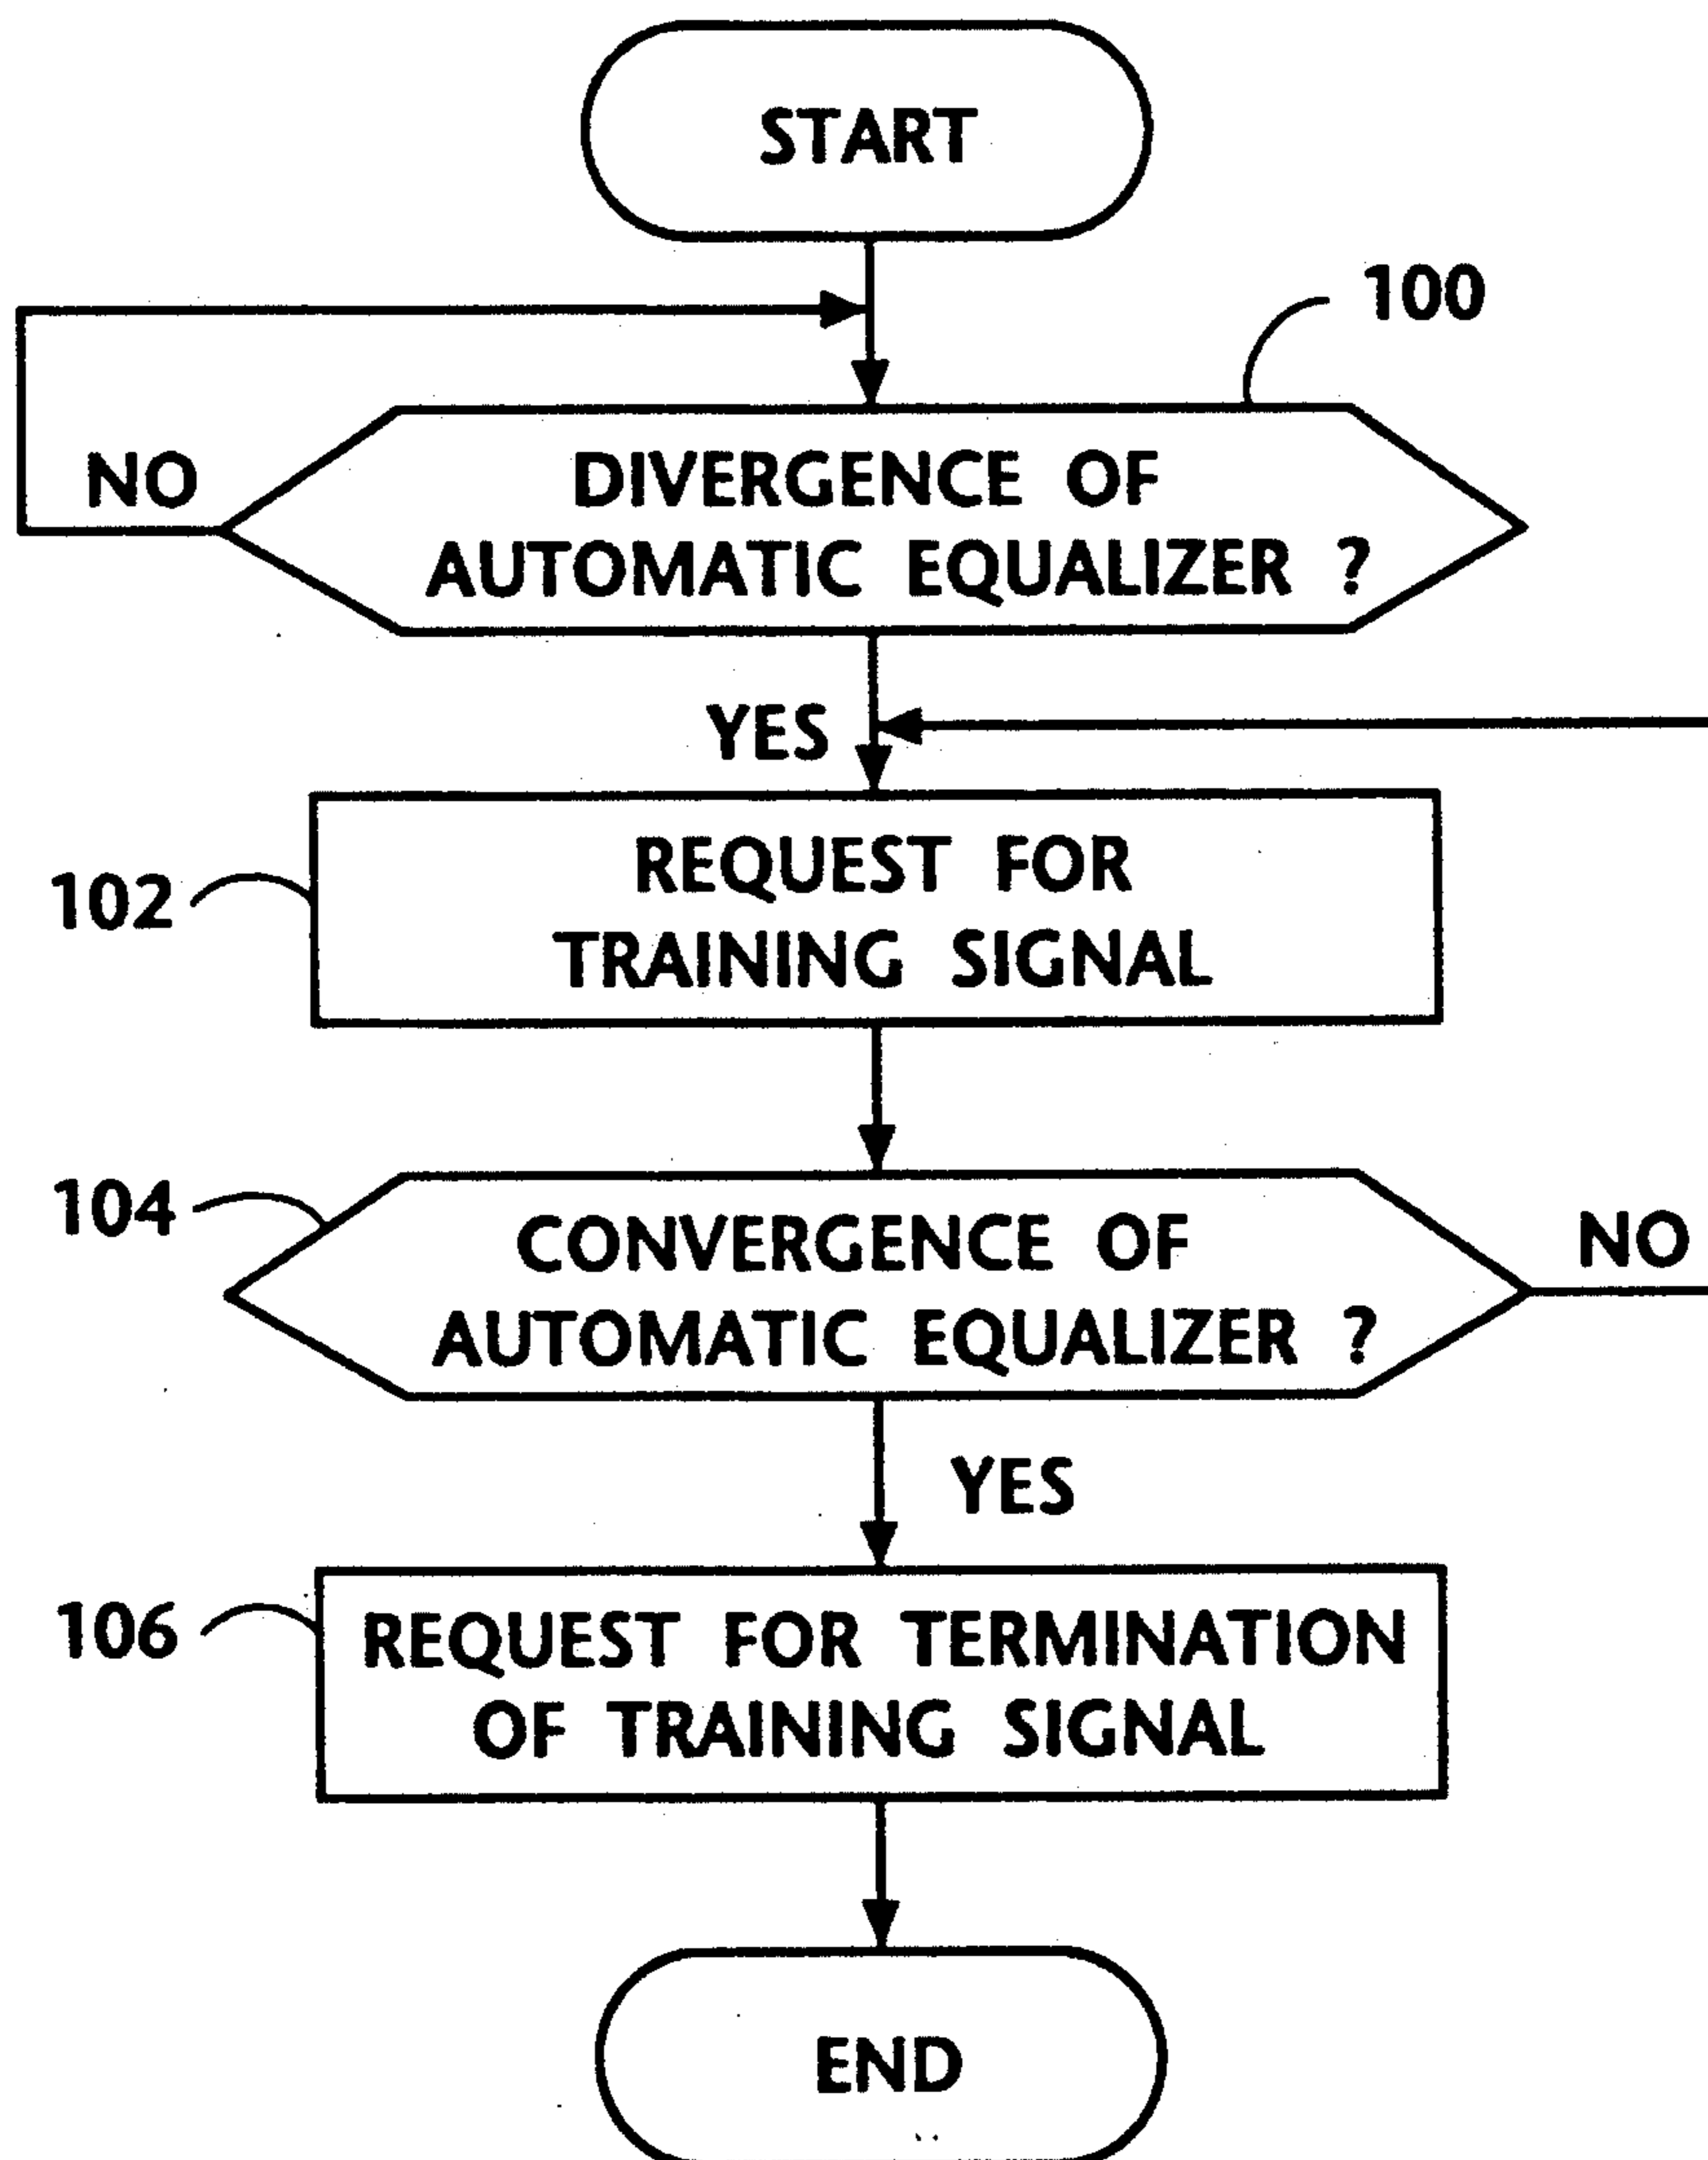 START
100
NO
DIVERGENCE OF
AUTOMATIC EQUALIZER ?
YES
102
REQUEST FOR
TRAINING SIGNAL
104
CONVERGENCE OF
AUTOMATIC EQUALIZER ?
NO
YES
106
REQUEST FOR TERMINATION
OF TRAINING SIGNAL
END